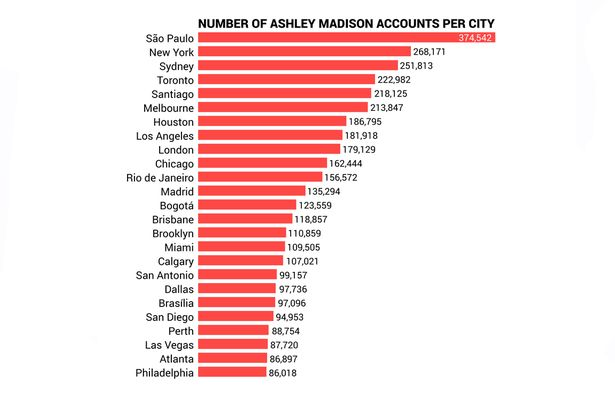 NUMBER OF ASHLEY MADISON ACCOUNTS PER CITY
São Paulo 374,542
New York 268,171
Sydney 251,813
Toronto 222,982
Santiago 218,125
Melbourne 213,847
Houston 186,795
Los Angeles 181,918
London 179,129
Chicago 162,444
Rio de Janeiro 156,572
Madrid 135,294
Bogotá 123,559
Brisbane 118,857
Brooklyn 110,859
Miami 109,505
Calgary 107,021
San Antonio 99,157
Dallas 97,736
Brasília 97,096
San Diego 94,953
Perth 88,754
Las Vegas 87,720
Atlanta 86,897
Philadelphia 86,018